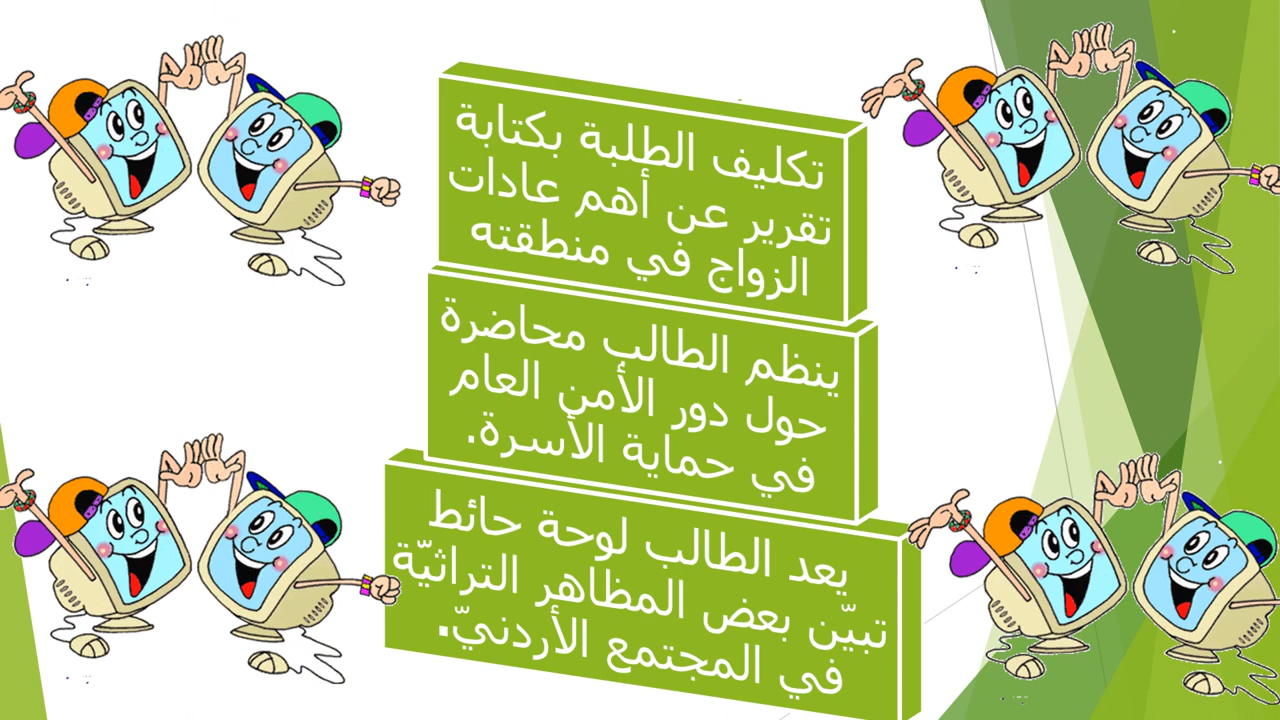 تكليف الطلبة بكتابة
تقرير عن أهم عادات
الزواج في منطقته
ينظم الطالب محاضرة
حول دور الأمن العام
في حماية الأسرة.
يعد الطالب لوحة حائط
تبيّن بعض المظاهر التراثيّة
في المجتمع الأردنيّ.